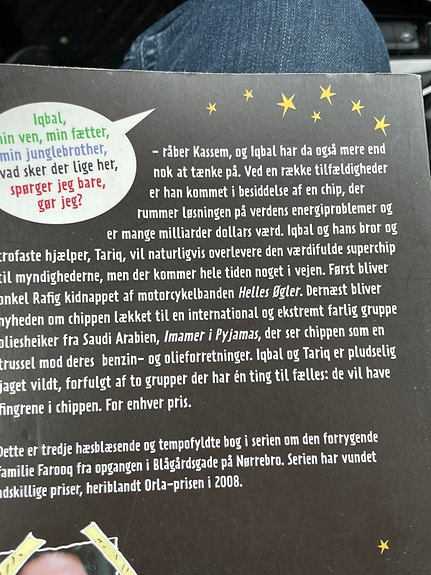 Iqbal,
min ven, min fætter,
min junglebrother,
vad sker der lige her,
spørger jeg bare,
gør jeg?
– råber Kassem, og Iqbal har da også mere end
nok at tænke på. Ved en række tilfældigheder
er han kommet i besiddelse af en chip, der
rummer løsningen på verdens energiproblemer og
er mange milliarder dollars værd. Iqbal og hans bror og
trofaste hjælper, Tariq, vil naturligvis overlevere den værdifulde superchip
til myndighederne, men der kommer hele tiden noget i vejen. Først bliver
onkel Rafig kidnappet af motorcykelbanden Helles Øgler. Dernæst bliver
nyheden om chippen lækket til en international og ekstremt farlig gruppe
oliesheiker fra Saudi Arabien, Imamer i Pyjamas, der ser chippen som en
trussel mod deres benzin- og olieforretninger. Iqbal og Tariq er pludselig
jaget vildt, forfulgt af to grupper der har én ting til fælles: de vil have
fingrene i chippen. For enhver pris.
Dette er tredje hæsblæsende og tempofyldte bog i serien om den forrygende
familie Farooq fra opgangen i Blågårdsgade på Nørrebro. Serien har vundet
adskillige priser, heriblandt Orla-prisen i 2008.